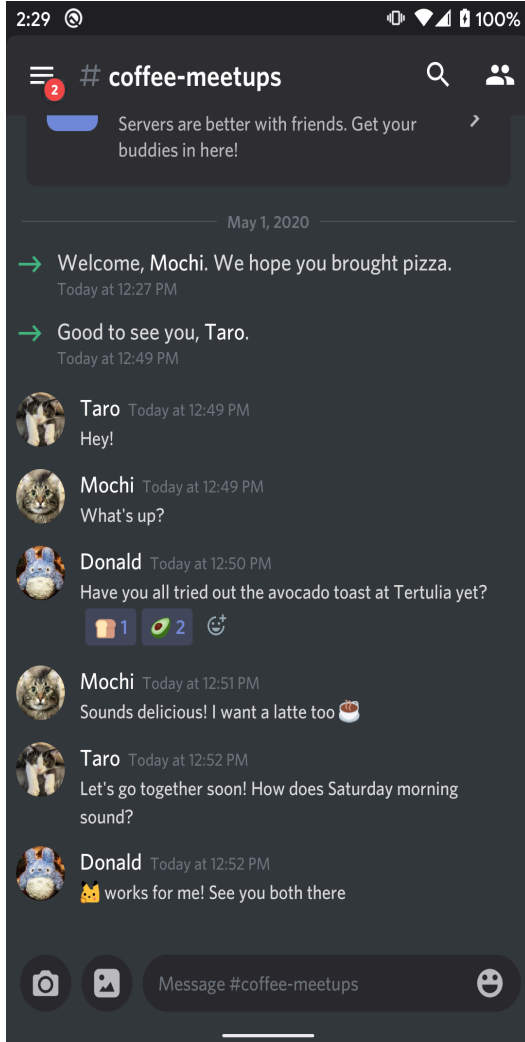 2:29 100%
2
# coffee-meetups
Servers are better with friends. Get your
buddies in here!
May 1, 2020
Welcome, Mochi. We hope you brought pizza.
Today at 12:27 PM
Good to see you, Taro.
Today at 12:49 PM
Taro Today at 12:49 PM
Hey!
Mochi Today at 12:49 PM
What's up?
Donald Today at 12:50 PM
Have you all tried out the avocado toast at Tertulia yet?
🍞 1 🥑 2
Mochi Today at 12:51 PM
Sounds delicious! I want a latte too ☕
Taro Today at 12:52 PM
Let's go together soon! How does Saturday morning
sound?
Donald Today at 12:52 PM
works for me! See you both there
Message #coffee-meetups